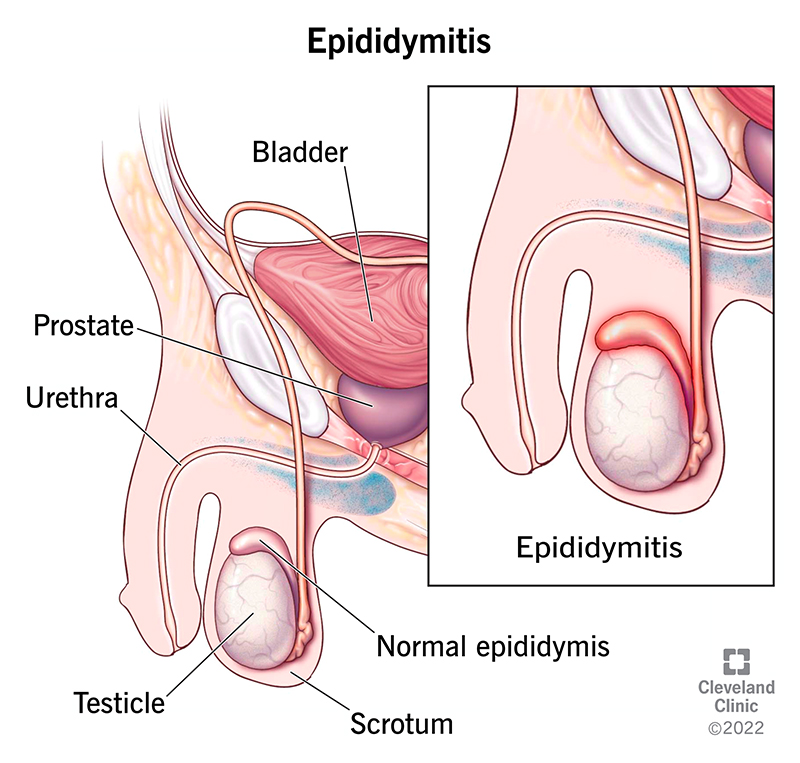 Epididymitis
Bladder
Prostate
Urethra
Epididymitis
Normal epididymis
Testicle
Scrotum
Cleveland
Clinic
©2022